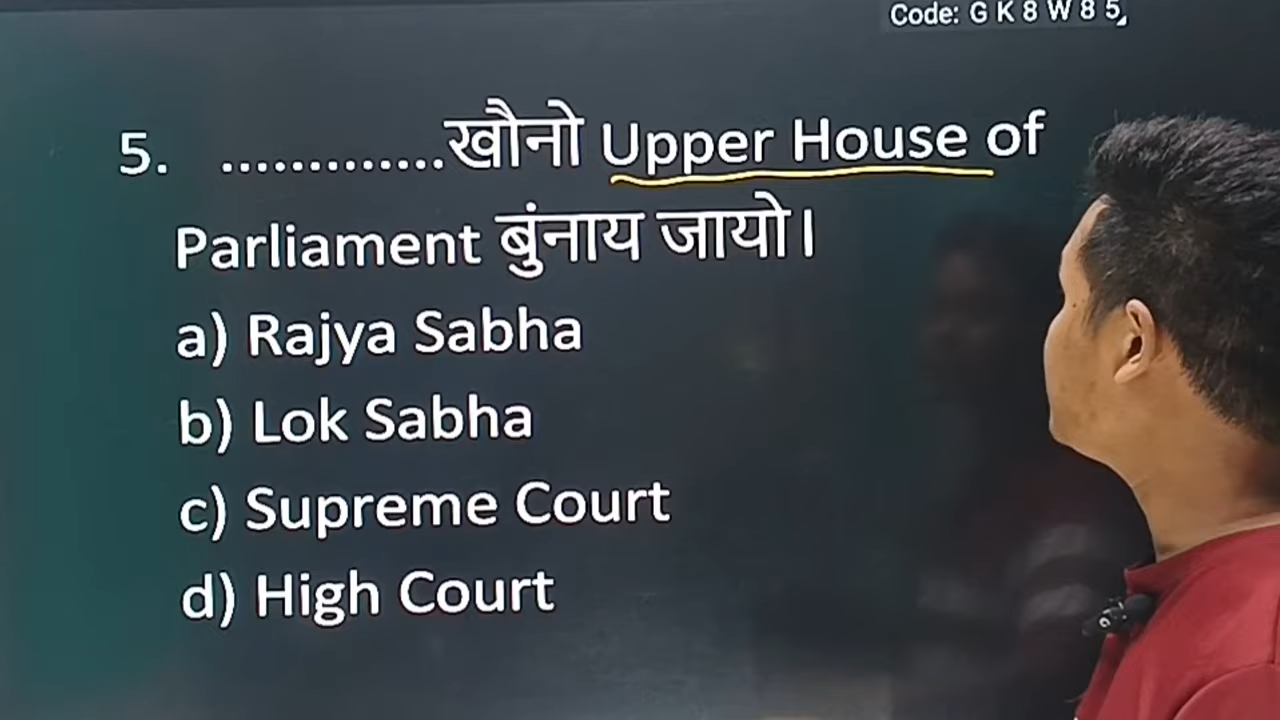 Code: G K 8 W 8 5
5. .............खौनो Upper House of
Parliament बुंनाय जायो।
a) Rajya Sabha
b) Lok Sabha
c) Supreme Court
d) High Court